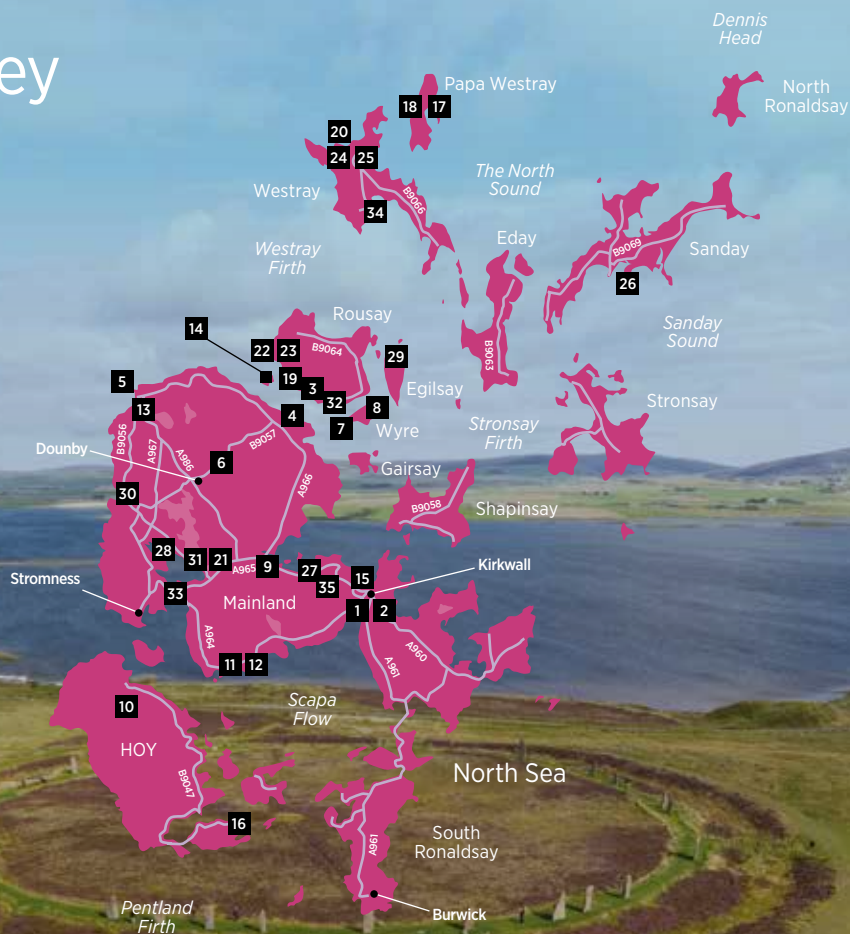 ey
Dennis
Head
North
Ronaldsay
Papa Westray
18
17
20
24
25
The North
Sound
Westray
B9066
34
Eday
Westray
Firth
B9069
Sanday
26
Sanday
Sound
14
Rousay
22
23
B9064
29
B9063
5
19
3
Egilsay
32
8
Stronsay
13
4
7
Wyre
Stronsay
Firth
B9056
A967
B9057
Dounby
A986
6
Gairsay
A966
30
B9058
Shapinsay
28
31
21
A965
9
27
15
Kirkwall
Stromness
35
33
Mainland
1
2
A964
A960
A961
11
12
10
Scapa
Flow
HOY
North Sea
B9047
16
South
Ronaldsay
A961
Burwick
Pentland
Firth